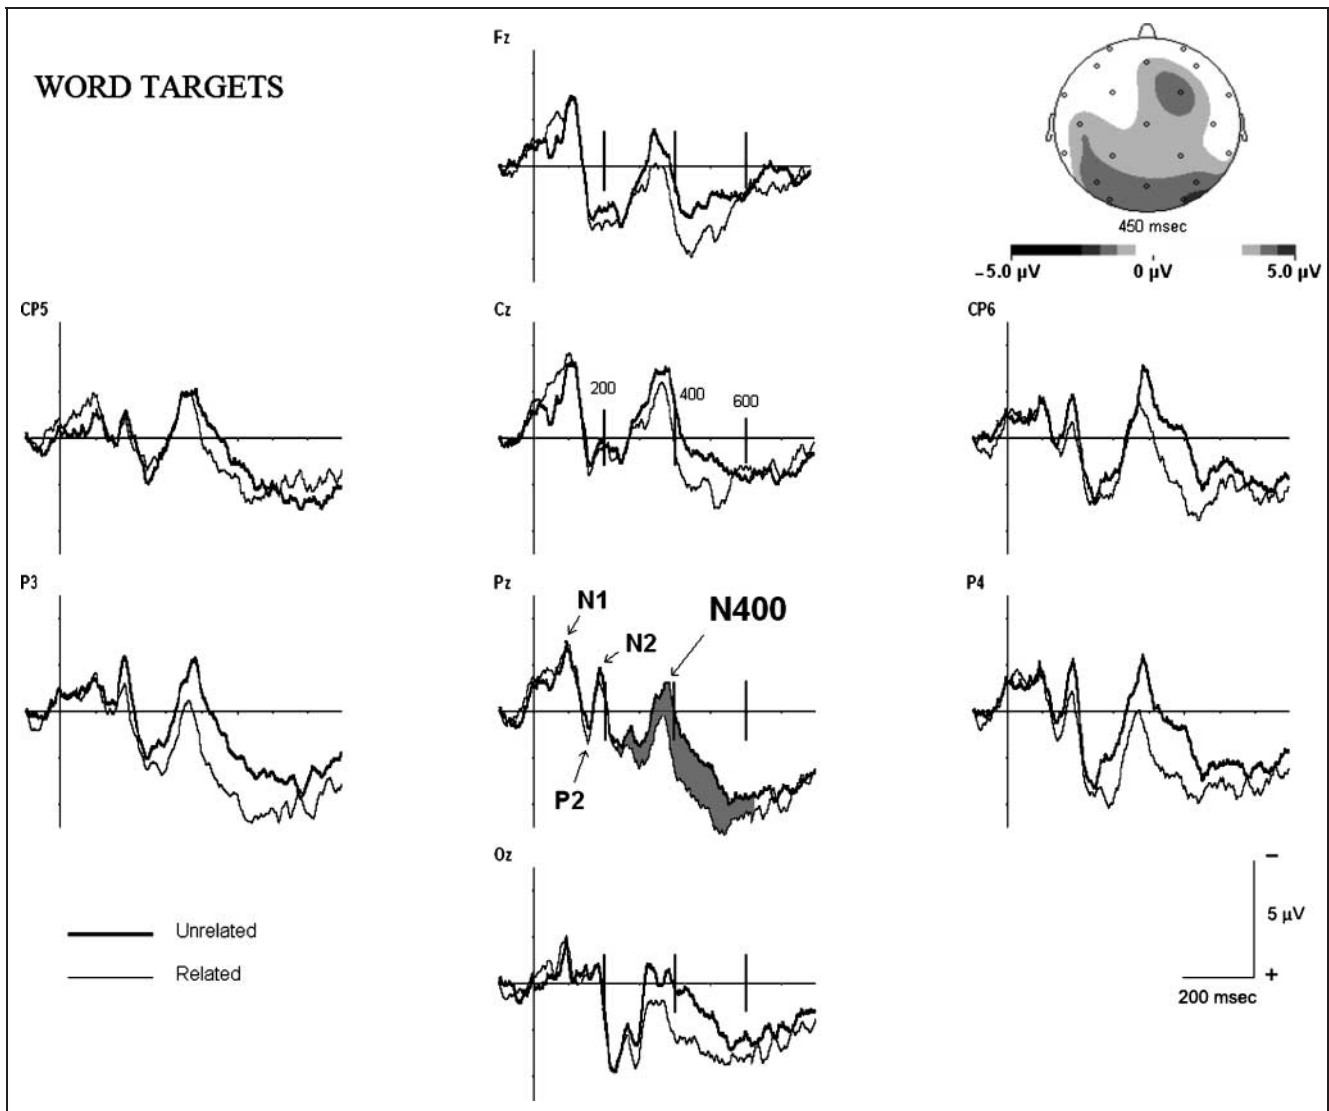 Fz
WORD TARGETS
450 msec
−5.0 µV 0 µV 5.0 µV
CP5
Cz
CP6
200
400
600
P3
Pz
P4
N1
N2
N400
P2
Oz
Unrelated
Related
−
5 µV
+
200 msec